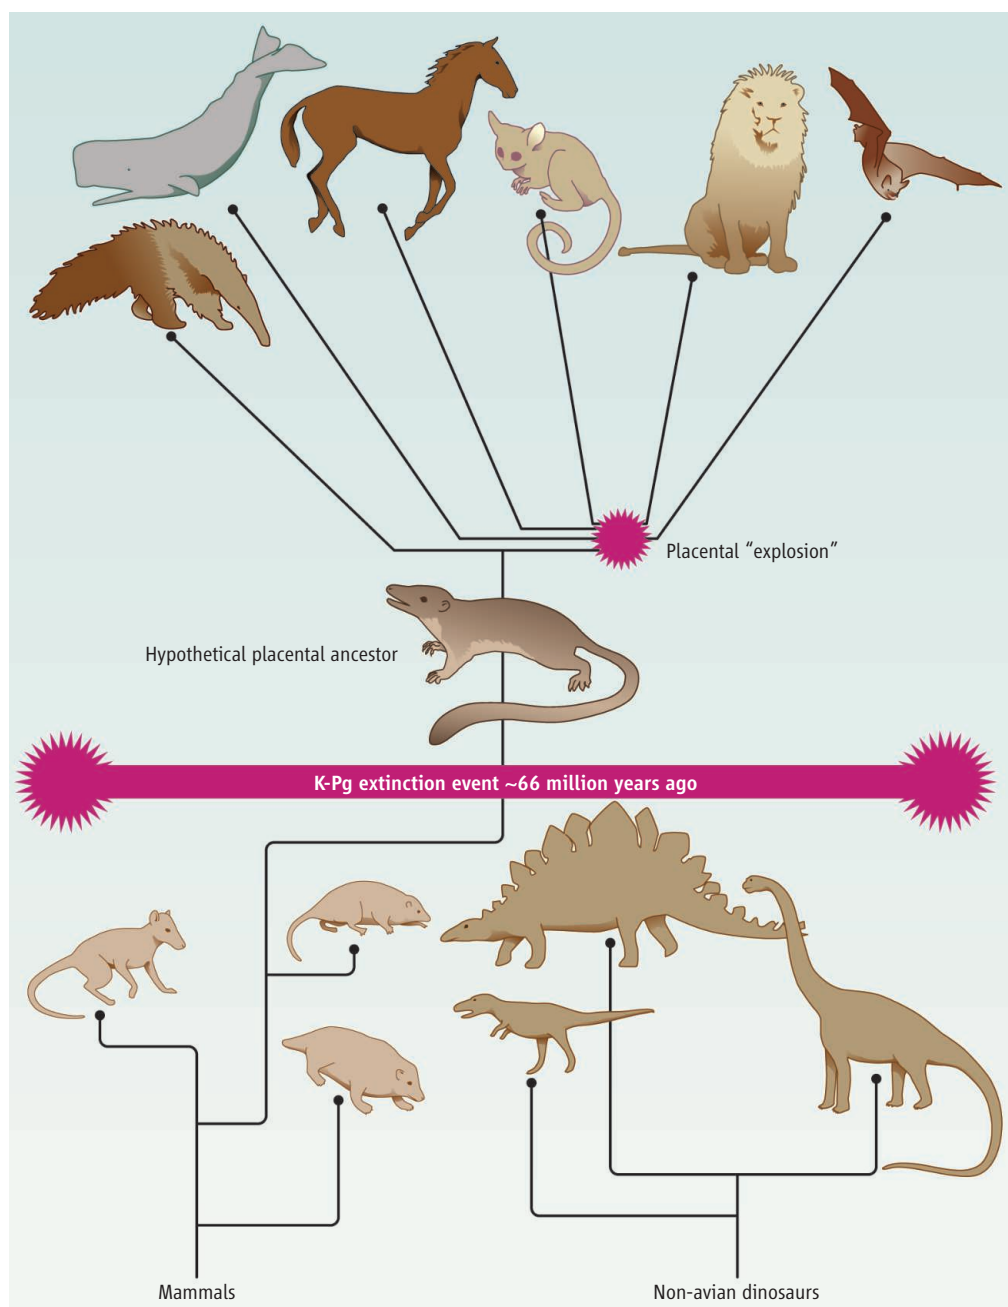 Placental “explosion”
Hypothetical placental ancestor
K-Pg extinction event ~66 million years ago
Mammals
Non-avian dinosaurs